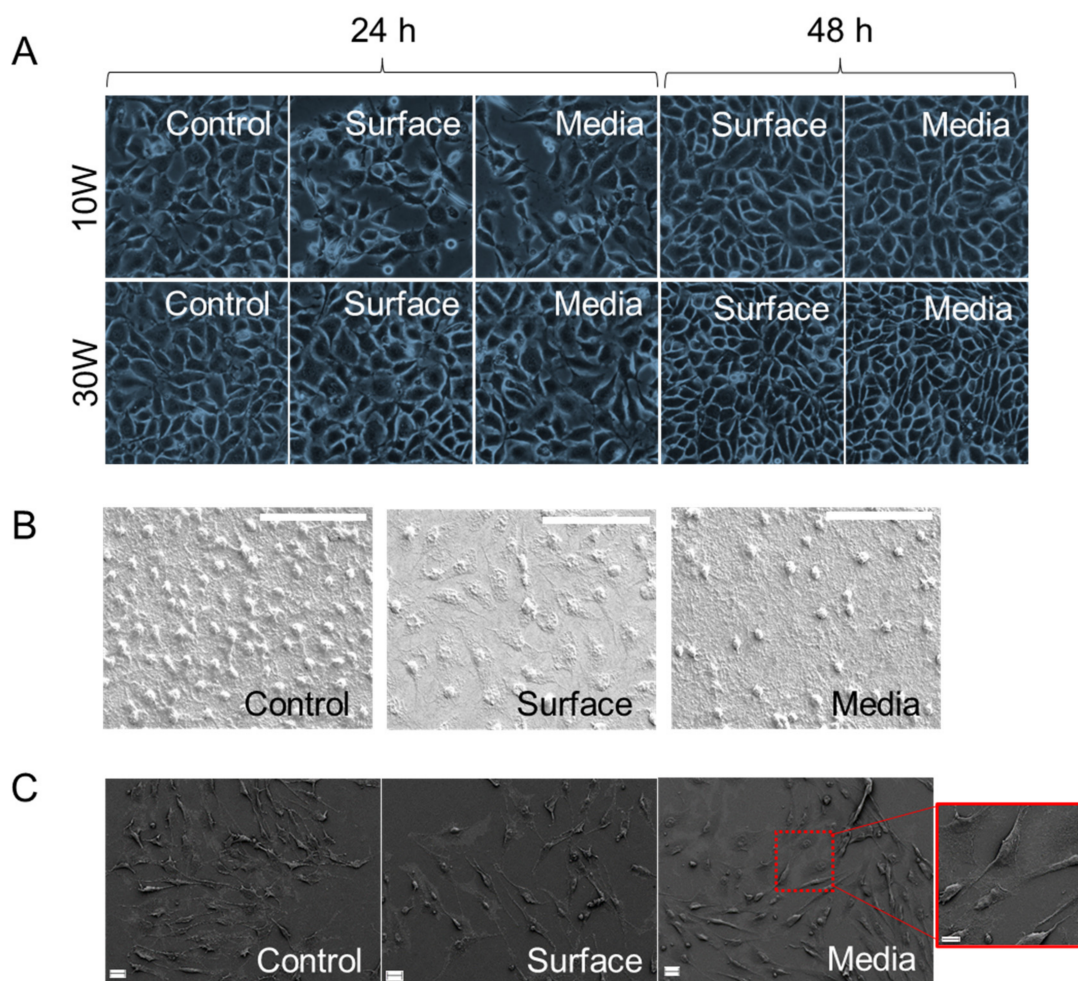 A
24 h
48 h
10W
Control
Surface
Media
Surface
Media
30W
Control
Surface
Media
Surface
Media
B
Control
Surface
Media
C
Control
Surface
Media